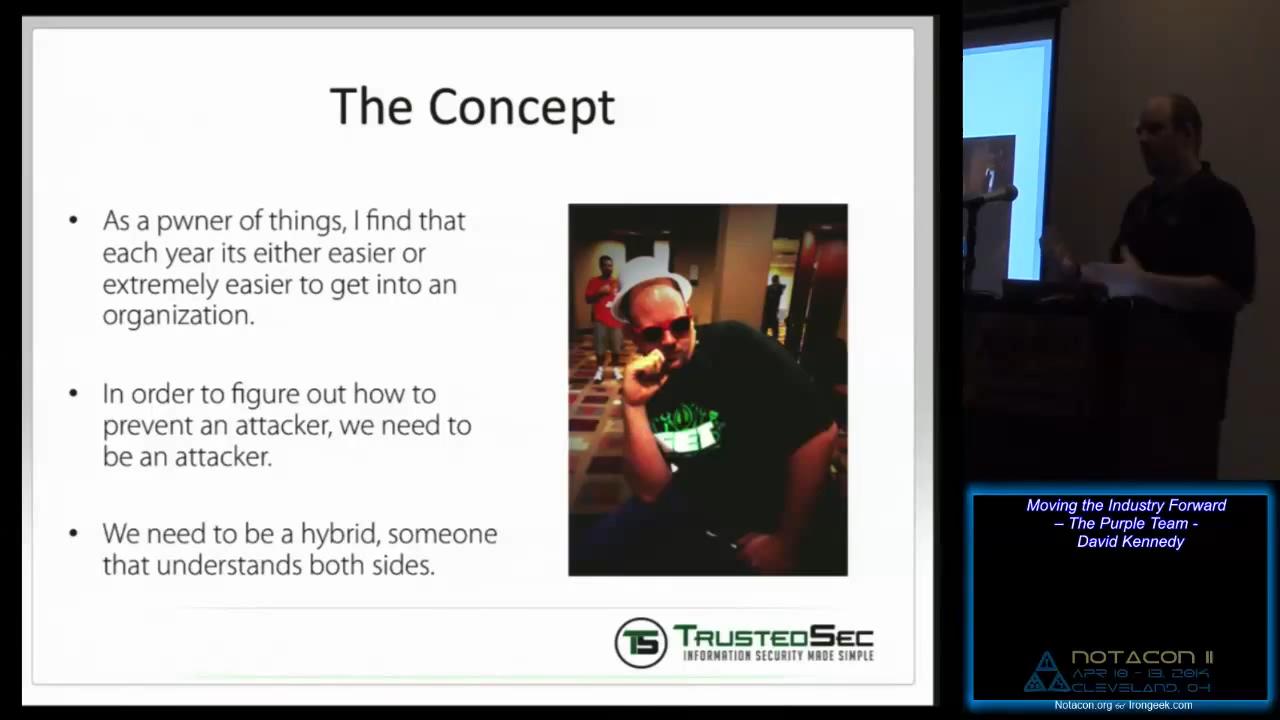 The Concept
• As a pwner of things, I find that
each year its either easier or
extremely easier to get into an
organization.
• In order to figure out how to
prevent an attacker, we need to
be an attacker.
• We need to be a hybrid, someone
that understands both sides.
TS TRUSTEDSEC
INFORMATION SECURITY MADE SIMPLE
Moving the Industry Forward
– The Purple Team -
David Kennedy
NOTACON 11
APR 10 - 13, 2014
CLEVELAND, OH
Notacon.org or Irongeek.com